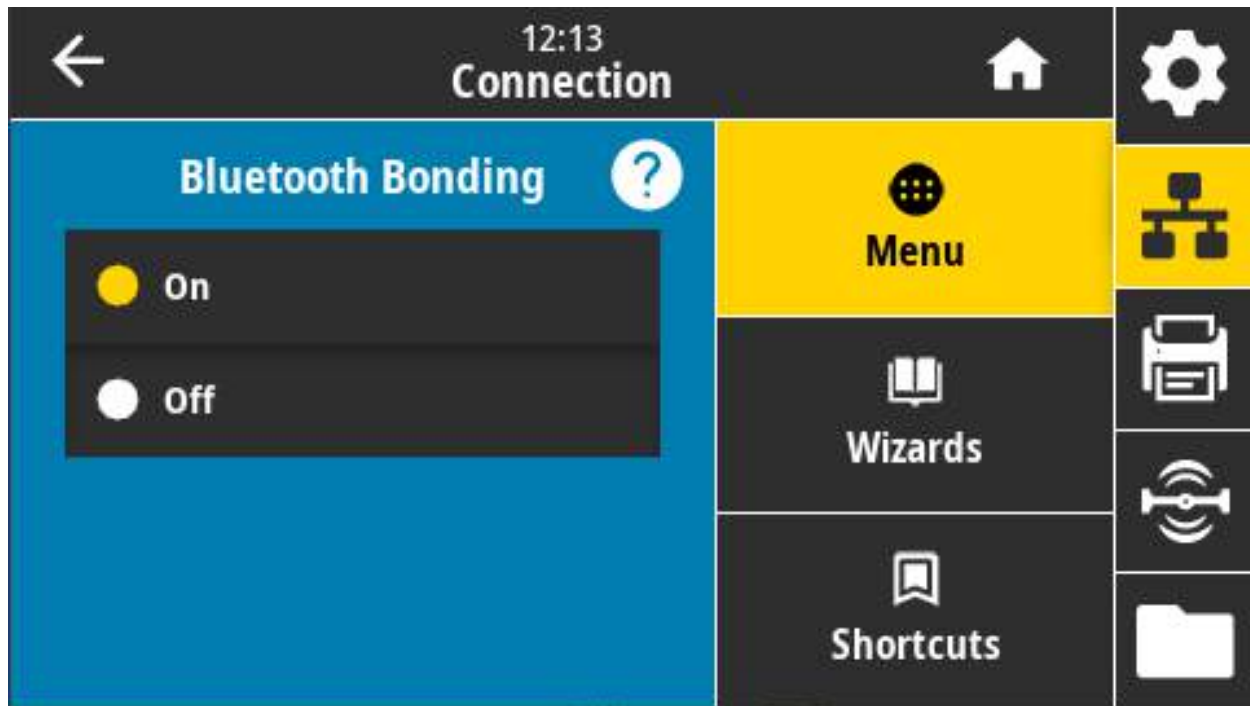 12:13
Connection
Bluetooth Bonding ?
On
Off
Menu
Wizards
Shortcuts